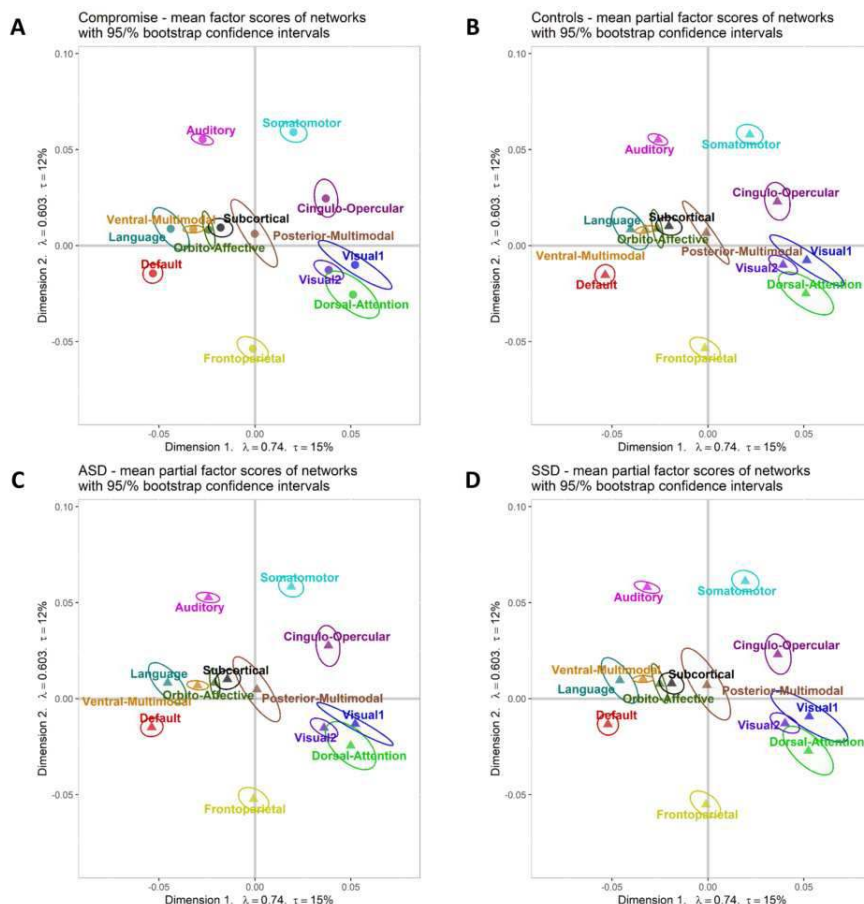 A
Compromise - mean factor scores of networks
with 95/% bootstrap confidence intervals
0.10
0.05
0.00
-0.05
Dimension 2. λ = 0.603. τ = 12%
Auditory
Somatomotor
Cingulo-Opercular
Ventral-Multimodal
Subcortical
Language
Orbito-Affective
Posterior-Multimodal
Default
Visual1
Visual2
Dorsal-Attention
Frontoparietal
-0.05
0.00
0.05
Dimension 1. λ = 0.74. τ = 15%
B
Controls - mean partial factor scores of networks
with 95/% bootstrap confidence intervals
0.10
0.05
0.00
-0.05
Dimension 2. λ = 0.603. τ = 12%
Auditory
Somatomotor
Cingulo-Opercular
Language
Subcortical
Orbito-Affective
Ventral-Multimodal
Posterior-Multimodal
Visual1
Visual2
Default
Dorsal-Attention
Frontoparietal
-0.05
0.00
0.05
Dimension 1. λ = 0.74. τ = 15%
C
ASD - mean partial factor scores of networks
with 95/% bootstrap confidence intervals
0.10
0.05
0.00
-0.05
Dimension 2. λ = 0.603. τ = 12%
Somatomotor
Auditory
Cingulo-Opercular
Language
Subcortical
Ventral-Multimodal
Orbito-Affective
Posterior-Multimodal
Default
Visual1
Visual2
Dorsal-Attention
Frontoparietal
-0.05
0.00
0.05
Dimension 1. λ = 0.74. τ = 15%
D
SSD - mean partial factor scores of networks
with 95/% bootstrap confidence intervals
0.10
0.05
0.00
-0.05
Dimension 2. λ = 0.603. τ = 12%
Auditory
Somatomotor
Cingulo-Opercular
Ventral-Multimodal
Subcortical
Language
Orbito-Affective
Posterior-Multimodal
Default
Visual1
Visual2
Dorsal-Attention
Frontoparietal
-0.05
0.00
0.05
Dimension 1. λ = 0.74. τ = 15%